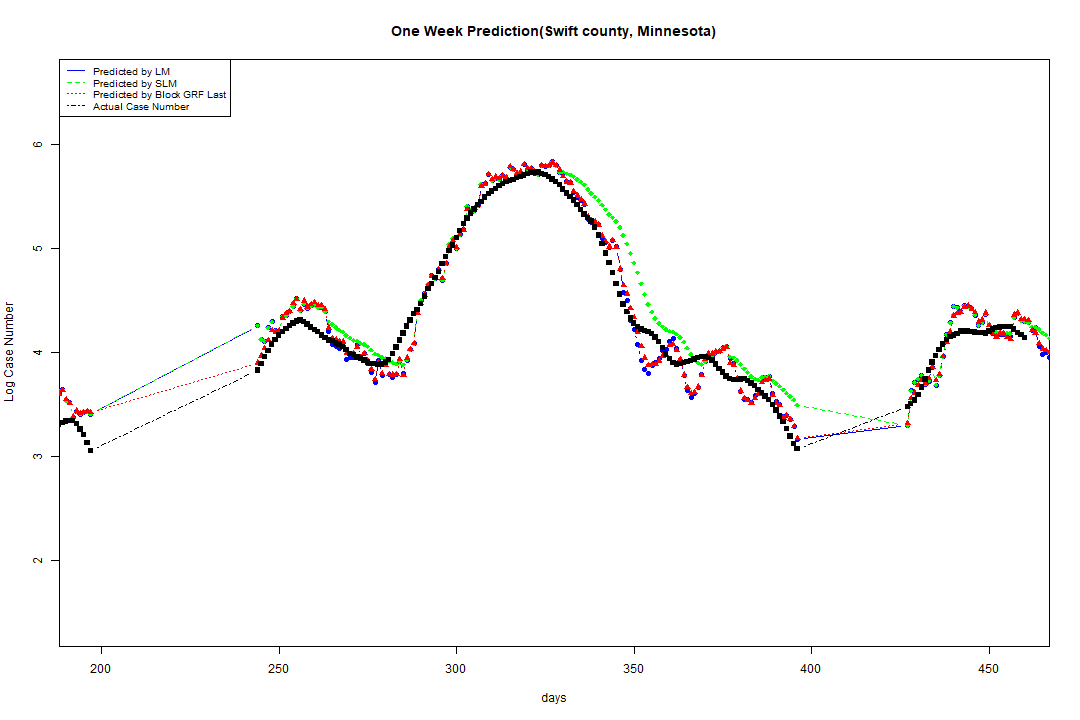 One Week Prediction(Swift county, Minnesota)
Predicted by LM
Predicted by SLM
Predicted by Block GRF Last
Actual Case Number
Log Case Number
6
5
4
3
2
200 250 300 350 400 450
days